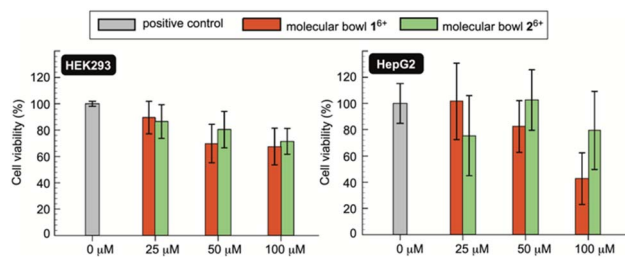 positive control
molecular bowl 1⁶⁺
molecular bowl 2⁶⁺
HEK293
Cell viability (%)
120
100
80
60
40
20
0
0 μM
25 μM
50 μM
100 μM
HepG2
Cell viability (%)
120
100
80
60
40
20
0
0 μM
25 μM
50 μM
100 μM